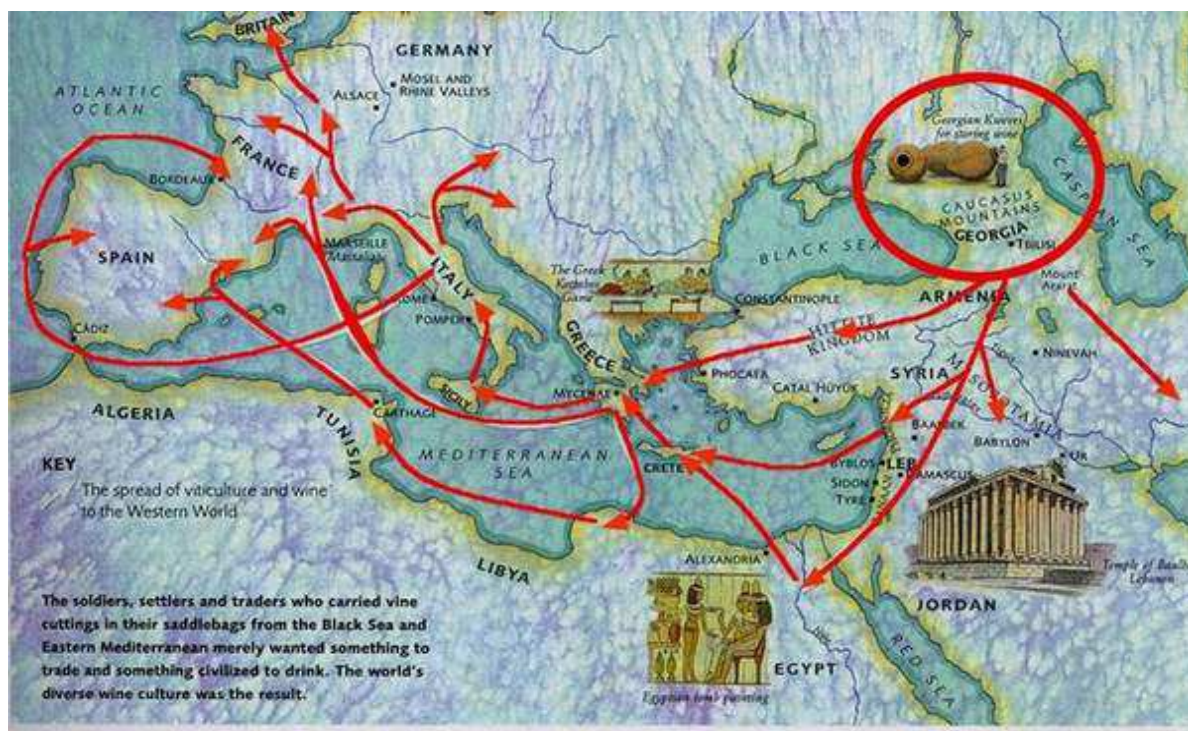 BRITAIN
GERMANY
ATLANTIC
OCEAN
ALSACE
MOSEL AND
RHINE VALLEYS
FRANCE
BORDEAUX
SPAIN
CÁDIZ
MARSEILLE
ITALY
ROME
POMPEII
SICILY
The Greek
Game
GREECE
MYCENAE
CONSTANTINOPLE
BLACK SEA
Georgian Kwevris
for storing wine
CAUCASUS
MOUNTAINS
GEORGIA
TBILISI
CASPIAN SEA
Mount
Ararat
ARMENIA
HITTITE
KINGDOM
PHOCAEA
CATAL HÜYÜK
SYRIA
NINEVAH
MESOPOTAMIA
BAALBEK
BABYLON
UR
BYBLOS
LEB
DAMASCUS
SIDON
TYRE
ALGERIA
TUNISIA
CARTHAGE
MEDITERRANEAN
SEA
CRETE
LIBYA
ALEXANDRIA
Temple of
Lebanon
JORDAN
RED SEA
EGYPT
Egyptian tomb painting
KEY
The spread of viticulture and wine
to the Western World
The soldiers, settlers and traders who carried vine
cuttings in their saddlebags from the Black Sea and
Eastern Mediterranean merely wanted something to
trade and something civilized to drink. The world's
diverse wine culture was the result.